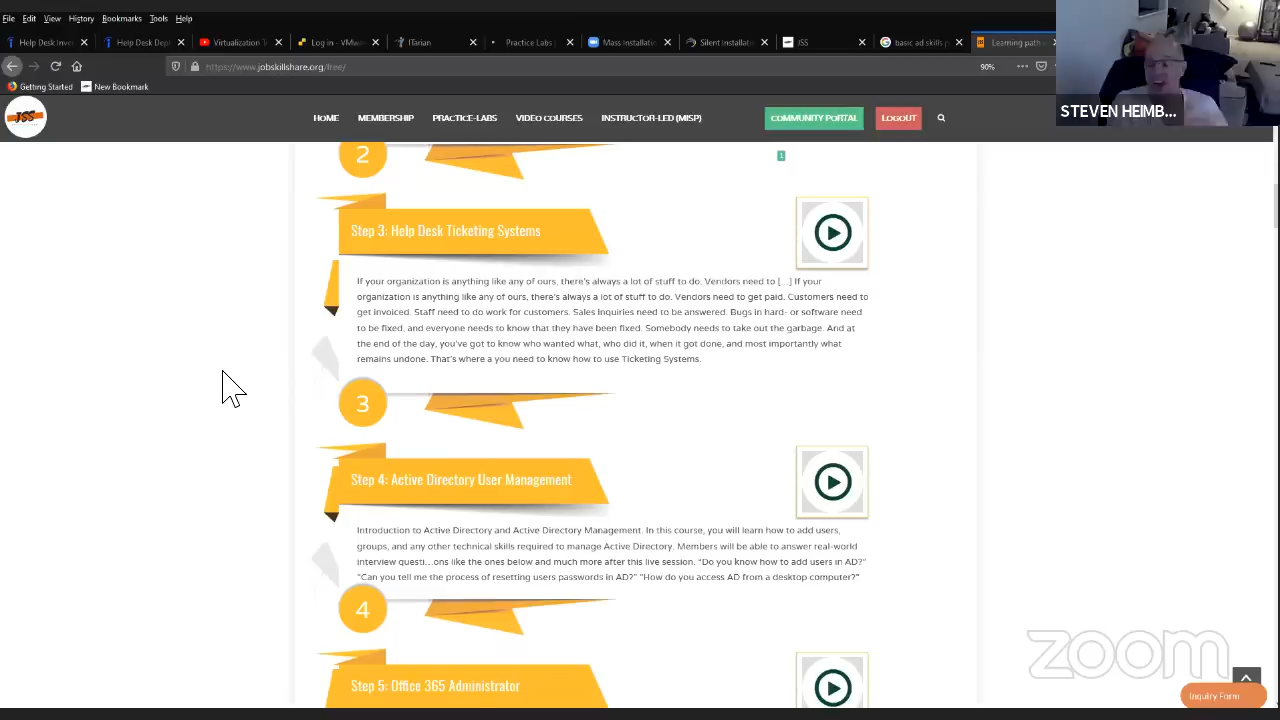 File Edit View History Bookmarks Tools Help
Help Desk Inv
Help Desk Dep
Virtualization T
Log in - VMw
ITarian
Practice Labs
Mass Installati
Silent Installati
JSS
basic ad skills p
Learning path
https://www.jobskillshare.org/free/
90%
Getting Started
New Bookmark
STEVEN HEIMB...
JSS
HOME
MEMBERSHIP
PRACTICE-LABS
VIDEO COURSES
INSTRUCTOR-LED (MISP)
COMMUNITY PORTAL
LOGOUT
2
1
Step 3: Help Desk Ticketing Systems
If your organization is anything like any of ours, there's always a lot of stuff to do. Vendors need to [...] If your
organization is anything like any of ours, there's always a lot of stuff to do. Vendors need to get paid. Customers need to
get invoiced. Staff need to do work for customers. Sales Inquiries need to be answered. Bugs in hard- or software need
to be fixed, and everyone needs to know that they have been fixed. Somebody needs to take out the garbage. And at
the end of the day, you've got to know who wanted what, who did it, when it got done, and most importantly what
remains undone. That's where a you need to know how to use Ticketing Systems.
3
Step 4: Active Directory User Management
Introduction to Active Directory and Active Directory Management. In this course, you will learn how to add users,
groups, and any other technical skills required to manage Active Directory. Members will be able to answer real-world
interview questi...ons like the ones below and much more after this live session. “Do you know how to add users in AD?”
"Can you tell me the process of resetting users passwords in AD?" "How do you access AD from a desktop computer?"
4
Step 5: Office 365 Administrator
zoom
Inquiry Form